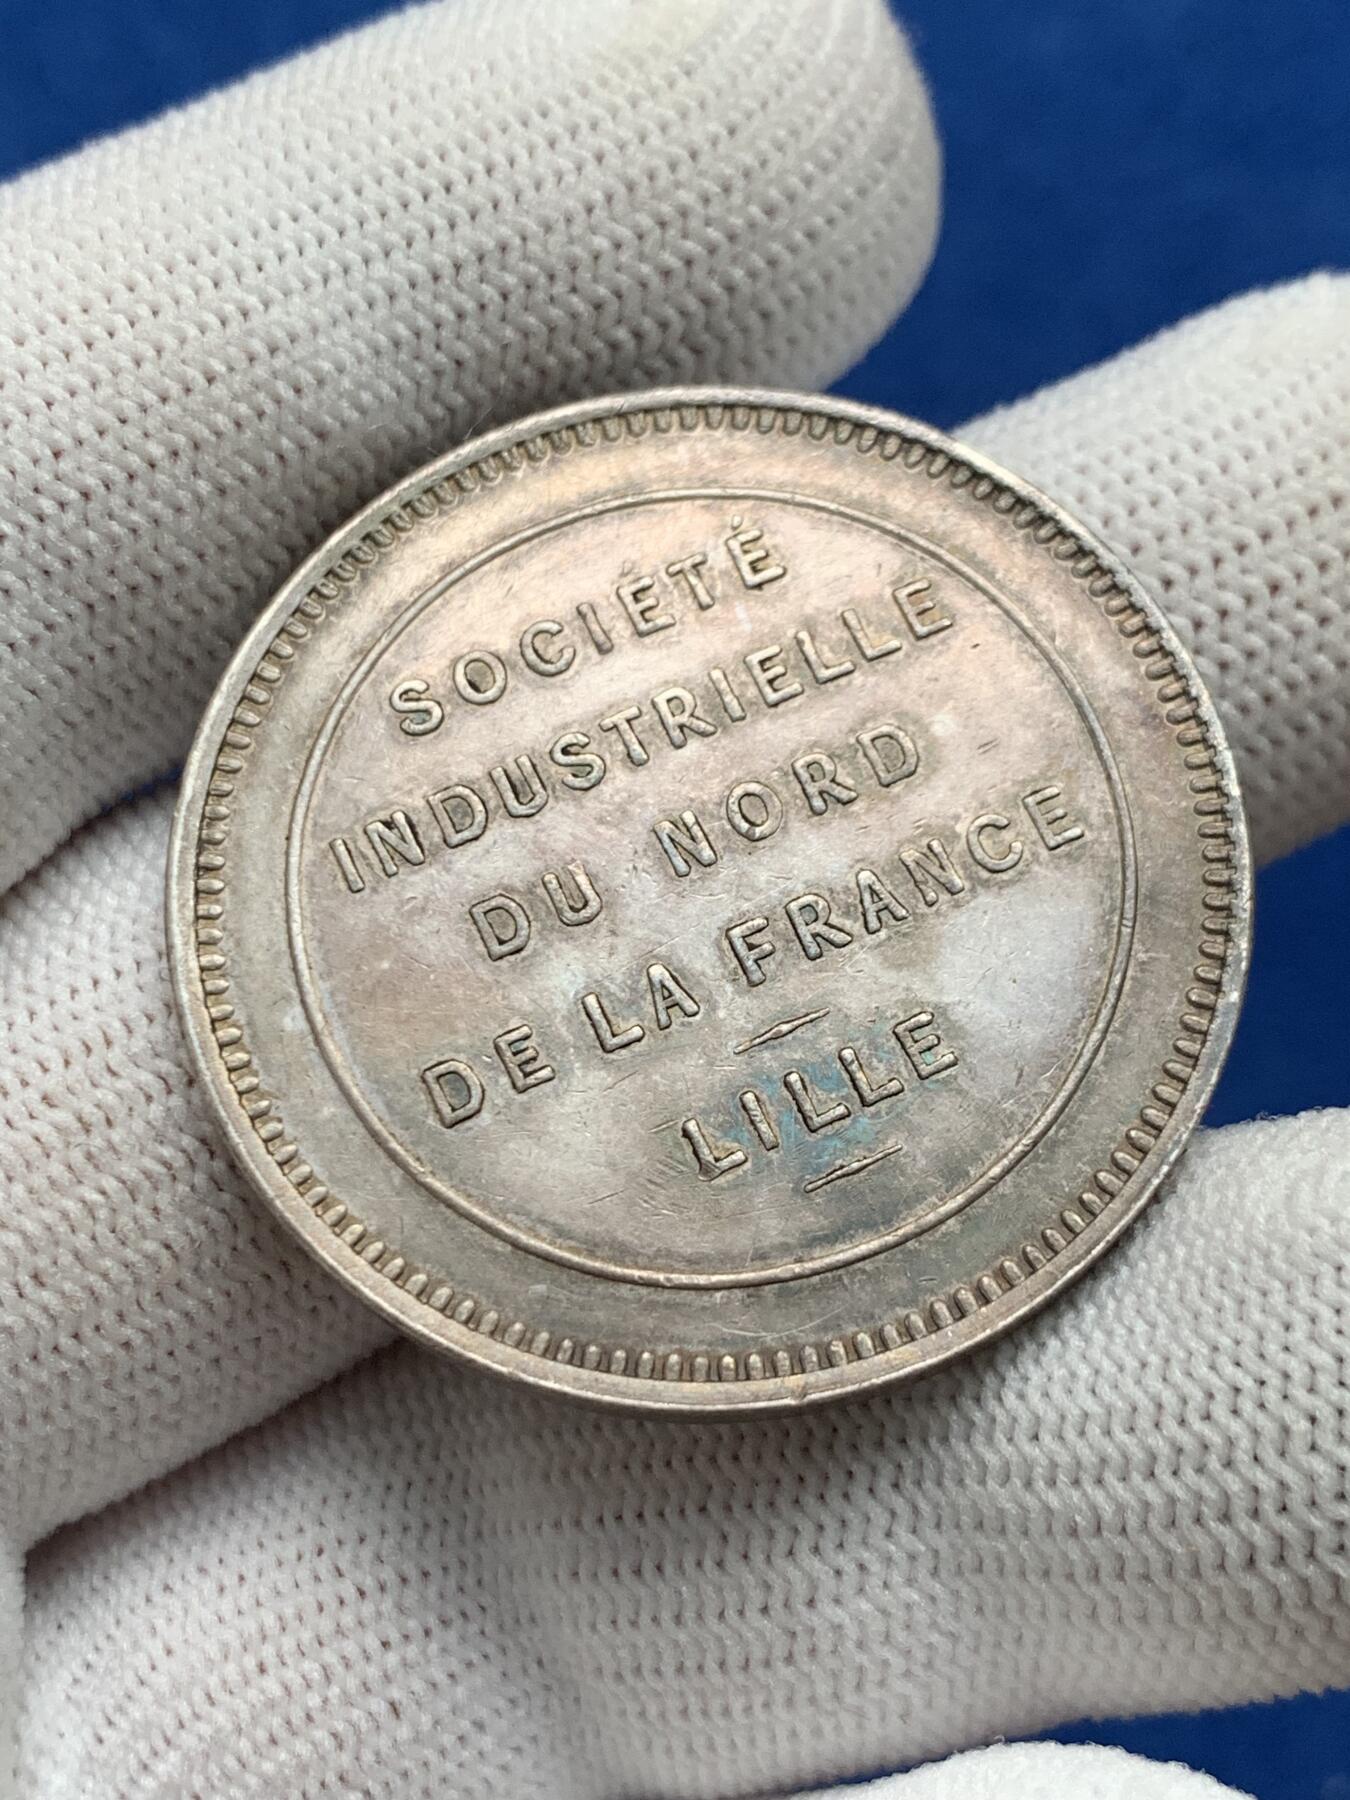 SOCIÉTÉ
INDUSTRIELLE
DU NORD
DE LA FRANCE
LILLE